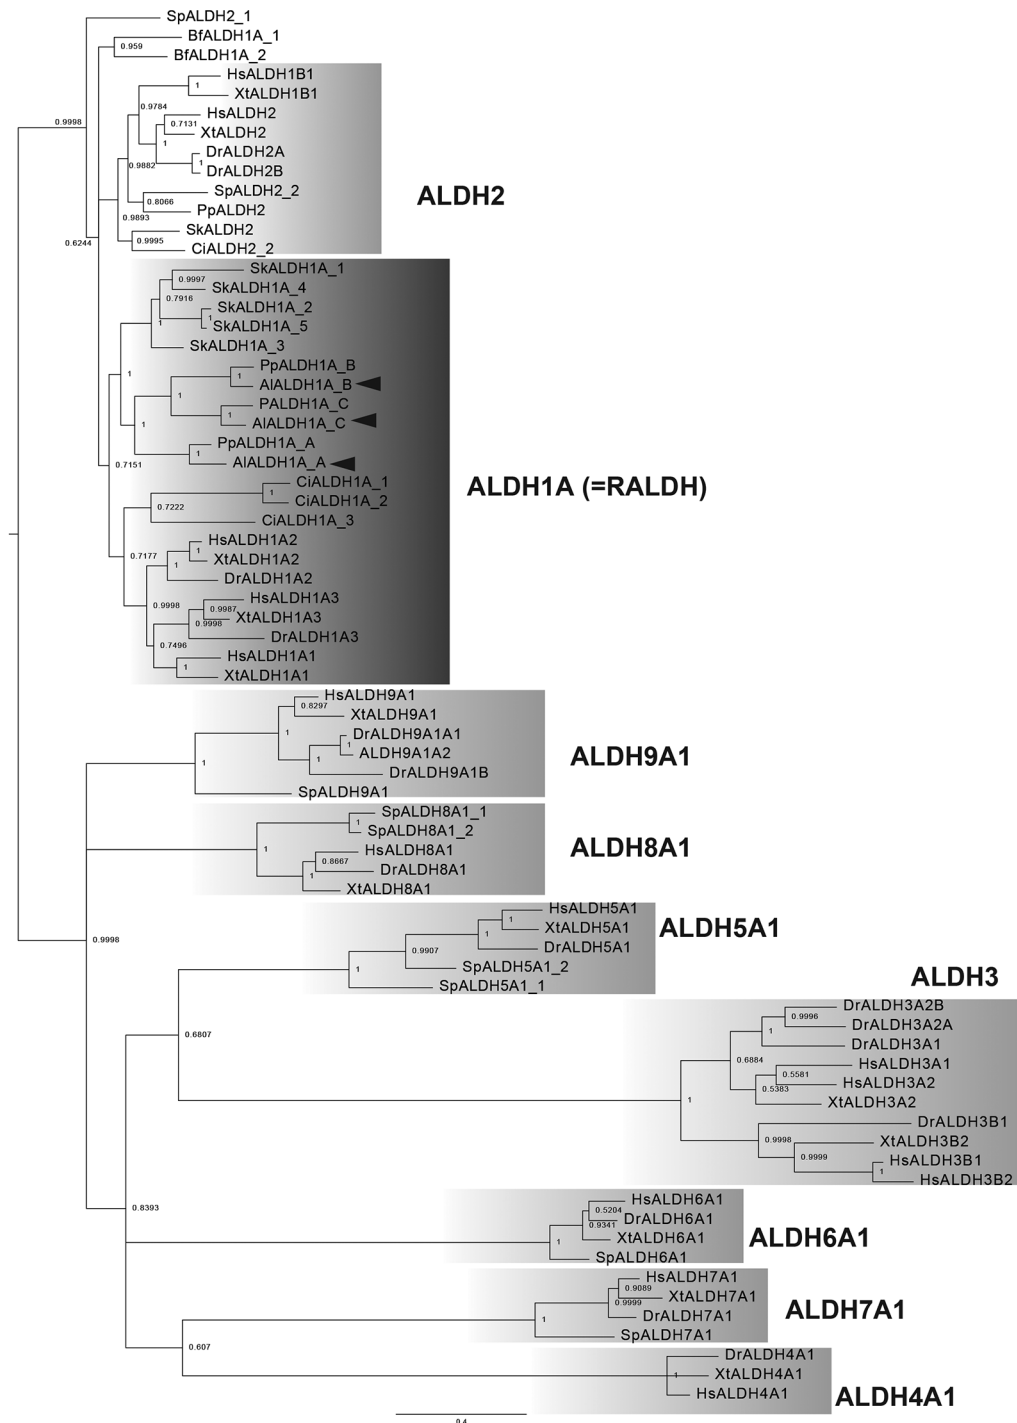 SpALDH2_1
BfALDH1A_1
0.959
BfALDH1A_2
HsALDH1B1
1
XtALDH1B1
0.9784
HsALDH2
0.9998
0.7131
XtALDH2
1
DrALDH2A
1
0.9882
DrALDH2B
SpALDH2_2
ALDH2
0.8066
PpALDH2
0.9893
SkALDH2
0.6244
0.9995
CiALDH2_2
SkALDH1A_1
0.9997
SkALDH1A_4
0.7916
SkALDH1A_2
1
1
SkALDH1A_5
SkALDH1A_3
PpALDH1A_B
1
1
AlALDH1A_B
1
PALDH1A_C
1
AlALDH1A_C
1
PpALDH1A_A
1
AlALDH1A_A
0.7151
CiALDH1A_1
ALDH1A (=RALDH)
1
CiALDH1A_2
0.7222
CiALDH1A_3
HsALDH1A2
1
0.7177
XtALDH1A2
1
DrALDH1A2
HsALDH1A3
0.9998
0.9987
XtALDH1A3
0.9998
DrALDH1A3
0.7496
HsALDH1A1
1
XtALDH1A1
HsALDH9A1
0.8297
XtALDH9A1
DrALDH9A1A1
1
1
ALDH9A1A2
ALDH9A1
1
1
DrALDH9A1B
SpALDH9A1
SpALDH8A1_1
1
SpALDH8A1_2
ALDH8A1
1
HsALDH8A1
0.8667
DrALDH8A1
1
XtALDH8A1
HsALDH5A1
1
XtALDH5A1
ALDH5A1
1
0.9998
DrALDH5A1
0.9907
SpALDH5A1_2
1
ALDH3
SpALDH5A1_1
DrALDH3A2B
0.9996
DrALDH3A2A
1
0.6807
DrALDH3A1
0.6884
HsALDH3A1
0.5581
HsALDH3A2
0.5383
1
XtALDH3A2
DrALDH3B1
0.9998
XtALDH3B2
0.9999
HsALDH3B1
1
HsALDH3B2
HsALDH6A1
0.8393
0.5204
DrALDH6A1
0.9341
XtALDH6A1
ALDH6A1
1
SpALDH6A1
HsALDH7A1
0.9089
XtALDH7A1
0.9999
ALDH7A1
DrALDH7A1
1
SpALDH7A1
0.607
DrALDH4A1
1
XtALDH4A1
HsALDH4A1
ALDH4A1
0.4